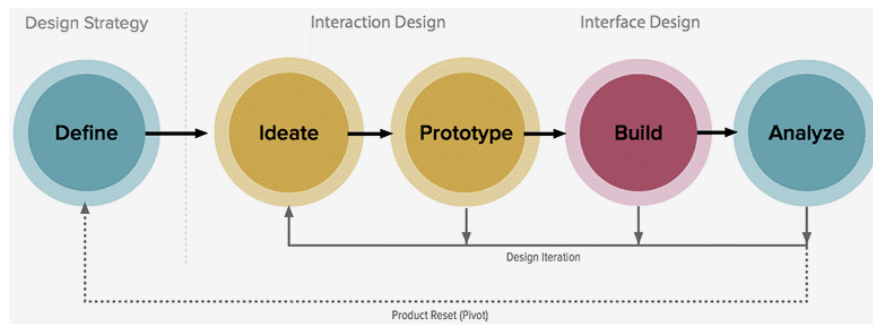 Design Strategy
Interaction Design
Interface Design
Define
Ideate
Prototype
Build
Analyze
Design Iteration
Product Reset (Pivot)